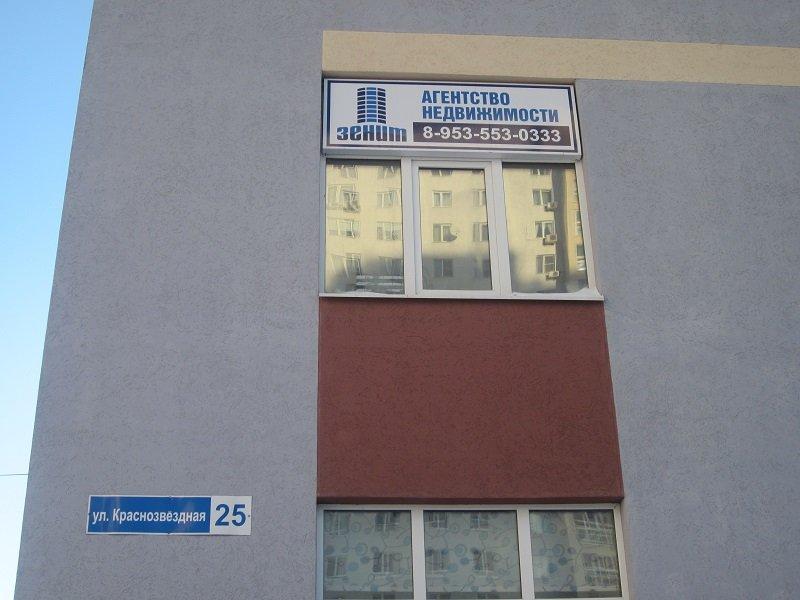 АГЕНТСТВО
НЕДВИЖИМОСТИ
зенит
8-953-553-0333
ул. Краснозвёздная 25